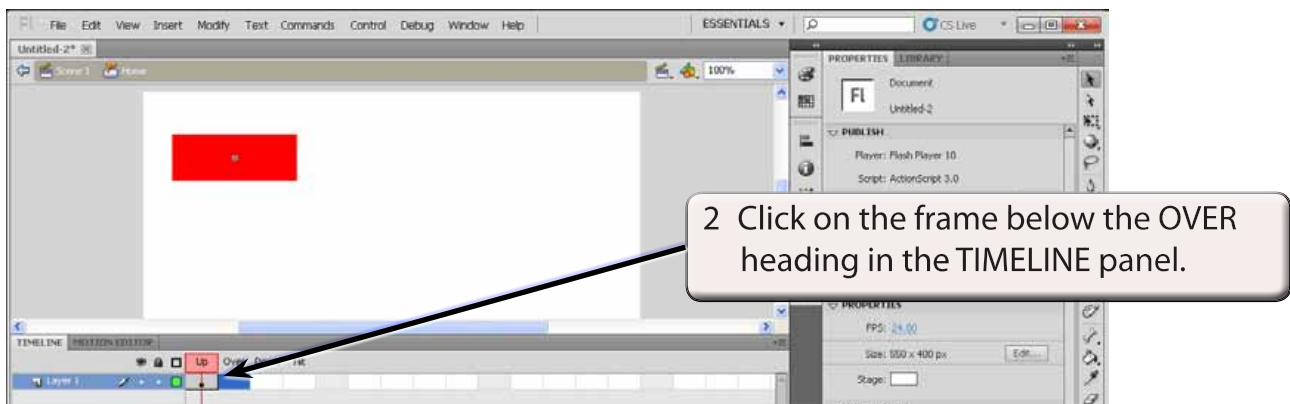 Fl File Edit View Insert Modify Text Commands Control Debug Window Help ESSENTIALS CS Live
Untitled-2*
Scene 1 Home 100%
PROPERTIES LIBRARY
Fl Document
Untitled-2
PUBLISH
Player: Flash Player 10
Script: ActionScript 3.0
2 Click on the frame below the OVER
heading in the TIMELINE panel.
PROPERTIES
FPS: 24.00
Size: 550 x 400 px Edit...
Stage:
TIMELINE MOTION EDITOR
Up Over Hit
Layer 1